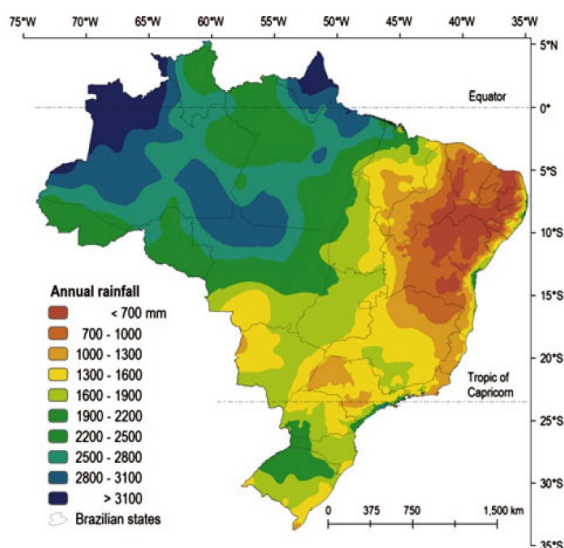 75°W 70°W 65°W 60°W 55°W 50°W 45°W 40°W 35°W
5°N
Equator
0°
5°S
10°S
15°S
20°S
Tropic of
Capricorn
25°S
30°S
35°S
Annual rainfall
< 700 mm
700 - 1000
1000 - 1300
1300 - 1600
1600 - 1900
1900 - 2200
2200 - 2500
2500 - 2800
2800 - 3100
> 3100
Brazilian states
0 375 750 1,500 km